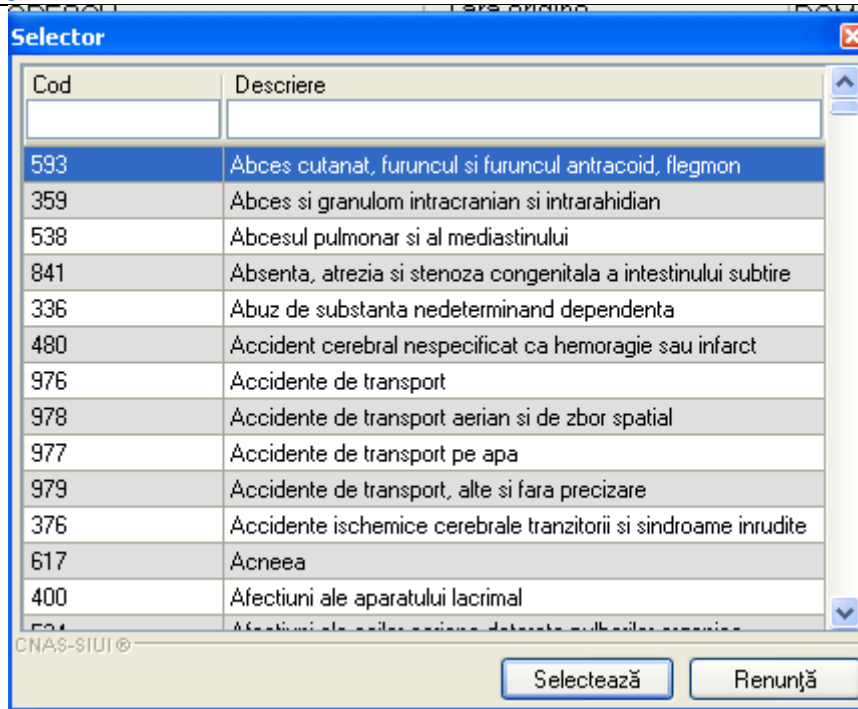 Selector
Cod Descriere
593 Abces cutanat, furuncul si furuncul antracoid, flegmon
359 Abces si granulom intracranian si intrarahidian
538 Abcesul pulmonar si al mediastinului
841 Absenta, atrezia si stenoza congenitala a intestinului subtire
336 Abuz de substanta nedeterminand dependenta
480 Accident cerebral nespecificat ca hemoragie sau infarct
976 Accidente de transport
978 Accidente de transport aerian si de zbor spatial
977 Accidente de transport pe apa
979 Accidente de transport, alte si fara precizare
376 Accidente ischemice cerebrale tranzitorii si sindroame inrudite
617 Acneea
400 Afectiuni ale aparatului lacrimal
CNAS-SIUI®
Selectează Renunţă